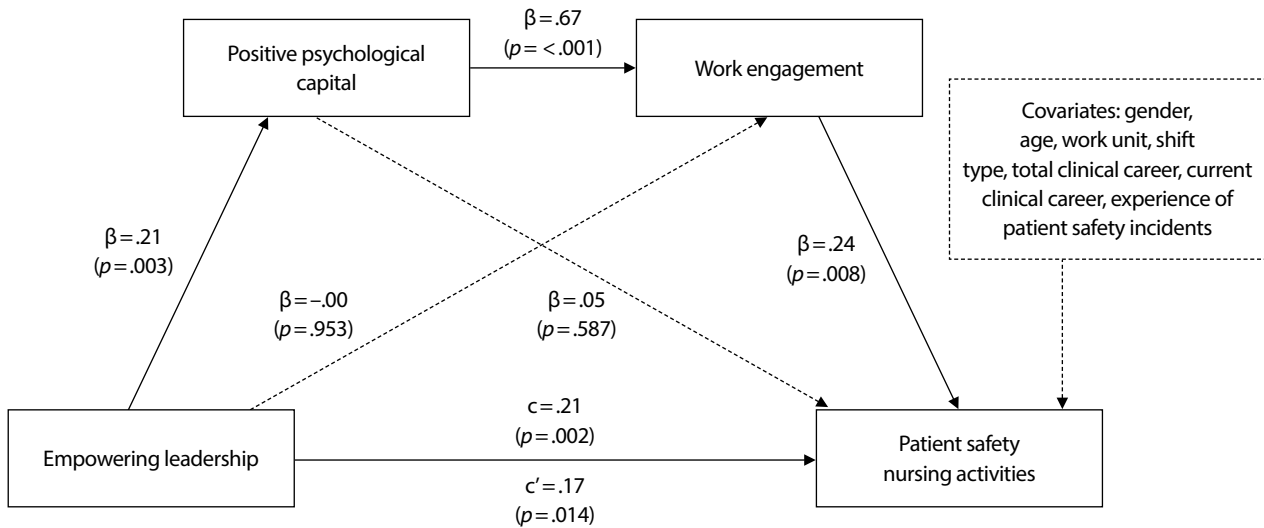 β=.67
(p=<.001)
Positive psychological
capital
Work engagement
Covariates: gender,
age, work unit, shift
type, total clinical career, current
clinical career, experience of
patient safety incidents
β=.21
(p=.003)
β=–.00
(p=.953)
β=.05
(p=.587)
β=.24
(p=.008)
Empowering leadership
c=.21
(p=.002)
c′=.17
(p=.014)
Patient safety
nursing activities